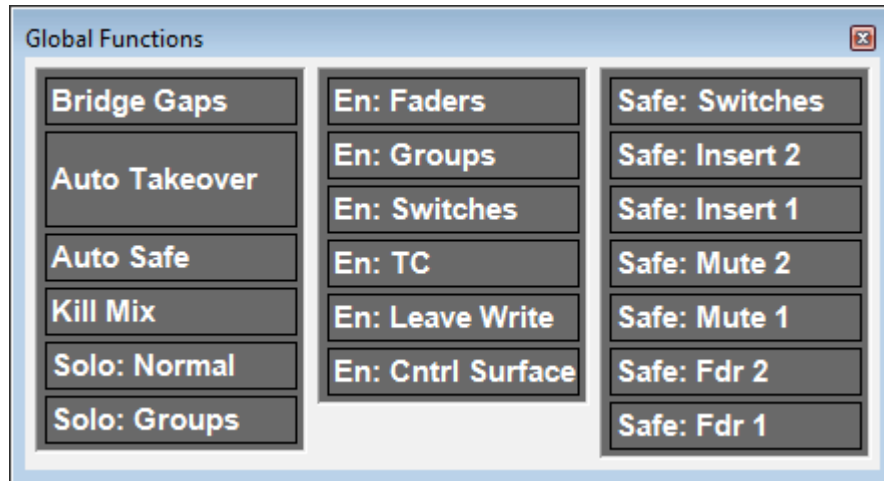 Global Functions
Bridge Gaps
Auto Takeover
Auto Safe
Kill Mix
Solo: Normal
Solo: Groups
En: Faders
En: Groups
En: Switches
En: TC
En: Leave Write
En: Cntrl Surface
Safe: Switches
Safe: Insert 2
Safe: Insert 1
Safe: Mute 2
Safe: Mute 1
Safe: Fdr 2
Safe: Fdr 1